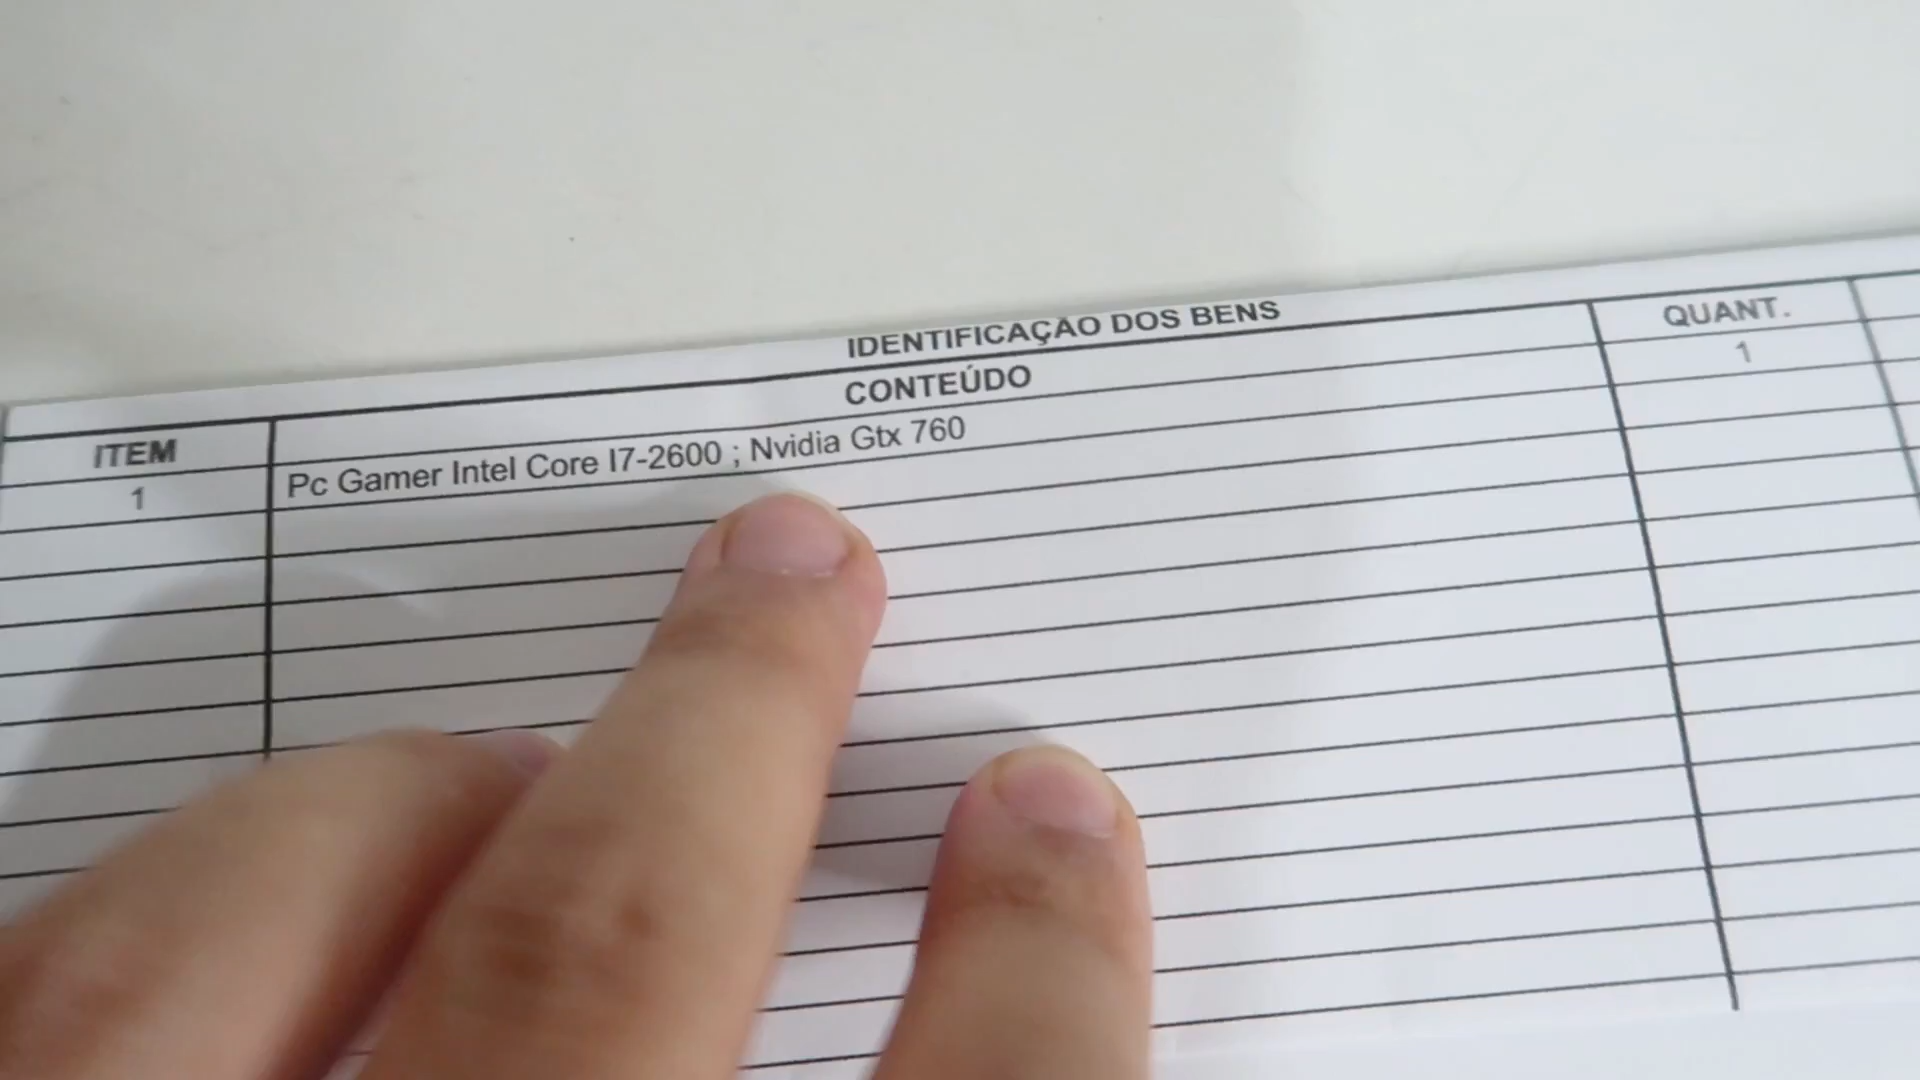 IDENTIFICAÇÃO DOS BENS
ITEM CONTEÚDO QUANT.
1 Pc Gamer Intel Core I7-2600 ; Nvidia Gtx 760 1